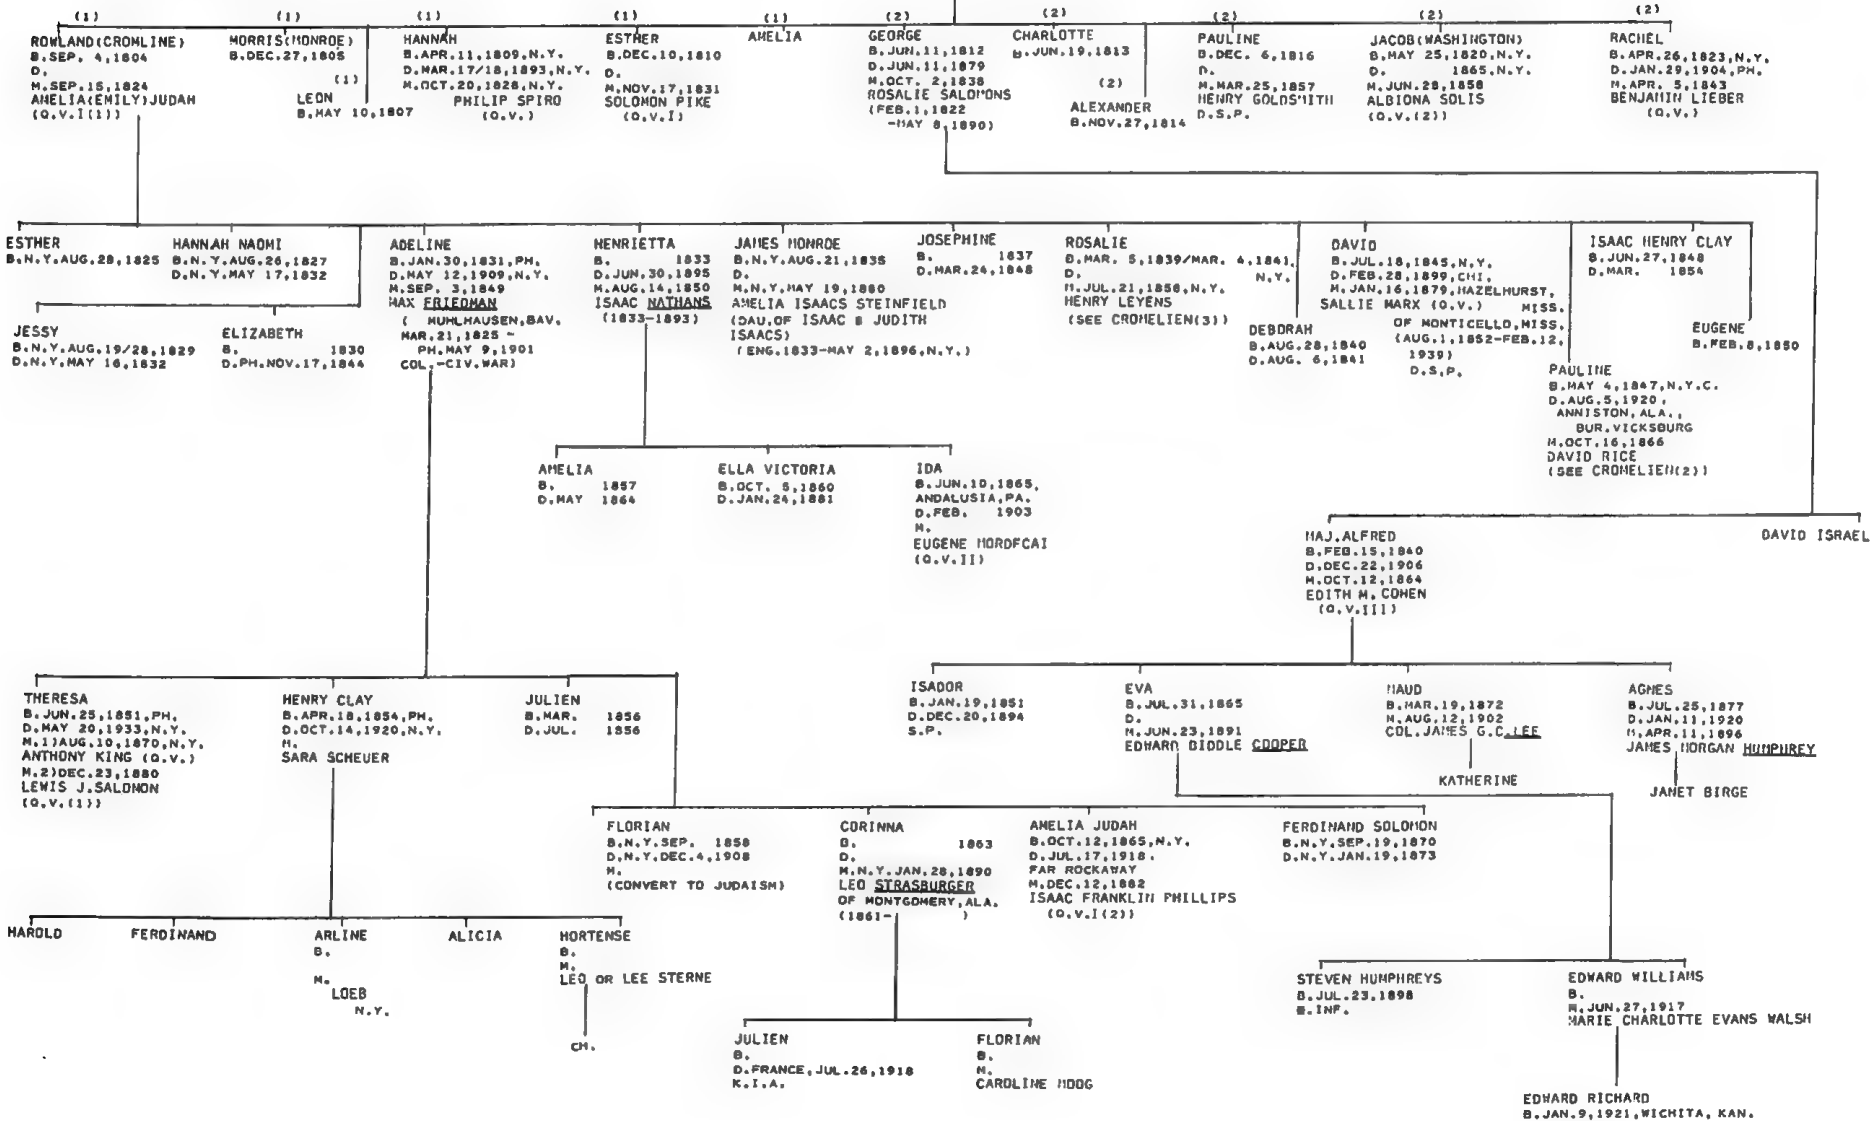 (1)
(1)
(1)
(1)
(1)
(2)
(2)
(2)
(2)
(2)
ROWLAND(CROMLINE)
B.SEP. 4,1804
D.
M.SEP.15,1824
AMELIA(EMILY)JUDAH
(Q.V.I(1))
MORRIS(MONROE)
B.DEC.27,1805
(1)
LEON
B.MAY 10,1807
HANNAH
B.APR.11,1809,N.Y.
D.MAR.17/18,1893,N.Y.
M.OCT.20,1828,N.Y.
PHILIP SPIRO
(Q.V.)
ESTHER
B.DEC.10,1810
D.
M.NOV.17,1831
SOLOMON PIKE
(Q.V.I)
AMELIA
GEORGE
B.JUN.11,1812
D.JUN.11,1879
M.OCT. 2,1838
ROSALIE SALOMONS
(FEB.1,1822
-MAY 8,1890)
CHARLOTTE
B.JUN.19,1813
(2)
ALEXANDER
B.NOV.27,1814
PAULINE
B.DEC. 6,1816
D.
M.MAR.25,1857
HENRY GOLDSMITH
D.S.P.
JACOB(WASHINGTON)
B.MAY 25,1820,N.Y.
D. 1865,N.Y.
M.JUN.28,1858
ALBIONA SOLIS
(Q.V.(2))
RACHEL
B.APR.26,1823,N.Y.
D.JAN.29,1904,PH.
M.APR. 5,1843
BENJAMIN LIEBER
(Q.V.)
ESTHER
B.N.Y.AUG.28,1825
HANNAH NAOMI
B.N.Y.AUG.26,1827
D.N.Y.MAY 17,1832
JESSY
B.N.Y.AUG.19/28,1829
D.N.Y.MAY 16,1832
ELIZABETH
B. 1830
D.PH.NOV.17,1844
ADELINE
B.JAN.30,1831,PH.
D.MAY 12,1909,N.Y.
M.SEP. 3,1849
MAX FRIEDMAN
( MUHLHAUSEN,BAV.
MAR.21,1825 -
PH.MAY 9,1901
COL.-CIV.WAR)
HENRIETTA
B. 1833
D.JUN.30,1895
M.AUG.14,1850
ISAAC NATHANS
(1833-1893)
JAMES MONROE
B.N.Y.AUG.21,1835
D.
M.N.Y.MAY 19,1880
AMELIA ISAACS STEINFIELD
(DAU.OF ISAAC & JUDITH
ISAACS)
(ENG.1833-MAY 2,1896,N.Y.)
JOSEPHINE
B. 1837
D.MAR.24,1848
ROSALIE
B.MAR. 5,1839/MAR. 4,1841,
D. N.Y.
M.JUL.21,1858,N.Y.
HENRY LEVENS
(SEE CROMELIEN(3))
DEBORAH
B.AUG.28,1840
D.AUG. 6,1841
DAVID
B.JUL.18,1845,N.Y.
D.FEB.28,1899,CHI.
M.JAN.16,1879,HAZELHURST,
SALLIE MARX (Q.V.) MISS.
OF MONTICELLO,MISS.
(AUG.1,1852-FEB.12,
1939)
D.S.P.
PAULINE
B.MAY 4,1847,N.Y.C.
D.AUG.5,1920,
ANNISTON,ALA.,
BUR.VICKSBURG
M.OCT.16,1866
DAVID RICE
(SEE CROMELIEN(2))
ISAAC HENRY CLAY
B.JUN.27,1848
D.MAR. 1854
EUGENE
B.FEB.8,1850
AMELIA
B. 1857
D.MAY 1864
ELLA VICTORIA
B.OCT. 5,1860
D.JAN.24,1881
IDA
B.JUN.10,1865,
ANDALUSIA,PA.
D.FEB. 1903
M.
EUGENE MORDECAI
(Q.V.II)
MAJ.ALFRED
B.FEB.15,1840
D.DEC.22,1906
M.OCT.12,1864
EDITH M. COHEN
(Q.V.III)
DAVID ISRAEL
THERESA
B.JUN.25,1851,PH.
D.MAY 20,1933,N.Y.
M.1)AUG.10,1870,N.Y.
ANTHONY KING (Q.V.)
M.2)DEC.23,1880
LEWIS J.SALOMON
(Q.V.(1))
HENRY CLAY
B.APR.18,1854,PH.
D.OCT.14,1920,N.Y.
M.
SARA SCHEUER
JULIEN
B.MAR. 1856
D.JUL. 1856
ISADOR
B.JAN.19,1851
D.DEC.20,1894
S.P.
EVA
B.JUL.31,1865
D.
M.JUN.23,1891
EDWARD BIDDLE COOPER
MAUD
B.MAR.19,1872
M.AUG.12,1902
COL.JAMES G.C.LEE
KATHERINE
AGNES
B.JUL.25,1877
D.JAN.11,1920
M.APR.11,1896
JAMES MORGAN HUMPHREY
JANET BIRGE
FLORIAN
B.N.Y.SEP. 1858
D.N.Y.DEC.4,1908
M.
(CONVERT TO JUDAISM)
CORINNA
B. 1863
D.
M.N.Y.JAN.28,1890
LEO STRASBURGER
OF MONTGOMERY,ALA.
(1861- )
AMELIA JUDAH
B.OCT.12,1865,N.Y.
D.JUL.17,1918.
FAR ROCKAWAY
M.DEC.12,1882
ISAAC FRANKLIN PHILLIPS
(Q.V.I(2))
FERDINAND SOLOMON
B.N.Y.SEP.19,1870
D.N.Y.JAN.19,1873
HAROLD
FERDINAND
ARLINE
B.
M.
LOEB
N.Y.
ALICIA
HORTENSE
B.
M.
LEO OR LEE STERNE
CH.
JULIEN
B.
D.FRANCE,JUL.26,1918
K.I.A.
FLORIAN
B.
M.
CAROLINE MOOG
STEVEN HUMPHREYS
B.JUL.23,1898
D.INF.
EDWARD WILLIAMS
B.
M.JUN.27,1917
MARIE CHARLOTTE EVANS WALSH
EDWARD RICHARD
B.JAN.9,1921,WICHITA, KAN.